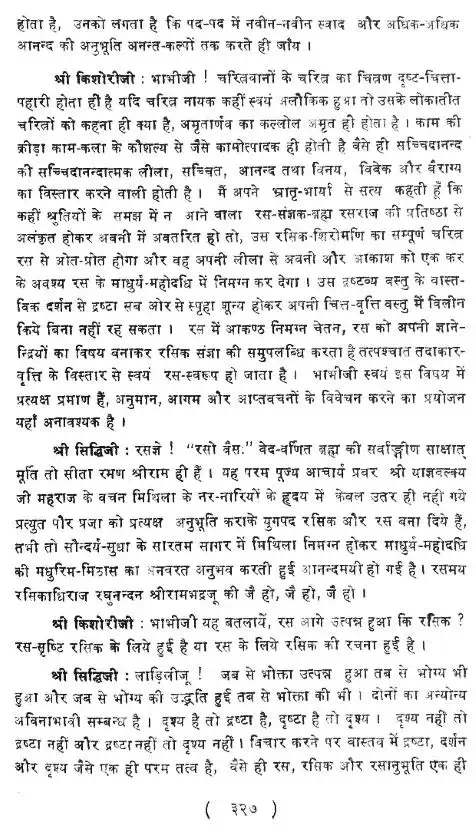 होता है, उनको लगता है कि पद-पद में नवीन-नवीन स्वाद और अधिक-अधिक
आनन्द की अनुभूति अनन्त-कल्पों तक करते ही जाँय ।
श्री किशोरीजी : भाभीजी ! चरित्रवानों के चरित्र का चित्रण दृष्ट-चित्ता-
पहारी होता ही है यदि चरित्र नायक कहीं स्वयं अलौकिक हुआ तो उसके लोकातीत
चरित्रों को कहना ही क्या है, अमृतार्णव का कल्लोल अमृत ही होता है । काम की
क्रीड़ा काम-कला के कौशल्य से जैसे कामोत्पादक ही होती है वैसे ही सच्चिदानन्द
की सच्चिदानन्दात्मक लीला, सच्चित, आनन्द तथा विनय, विवेक और वैराग्य
का विस्तार करने वाली होती है । मैं अपने भ्रातृ-भार्या से सत्य कहती हूँ कि
कहीं श्रुतियों के समझ में न आने वाला रस-संज्ञक-ब्रह्म रसराज की प्रतिष्ठा से
अलंकृत होकर अवनी में अवतरित हो तो, उस रसिक-शिरोमणि का सम्पूर्ण चरित्र
रस से ओत-प्रोत होगा और वह अपनी लीला से अवनी और आकाश को एक कर
के अवश्य रस के माधुर्य-महोदधि में निमग्न कर देगा । उस द्रष्टव्य वस्तु के वास्त-
विक दर्शन से द्रष्टा सब ओर से स्पृहा शून्य होकर अपनी चित्त-वृत्ति वस्तु में विलीन
किये बिना नहीं रह सकता । रस में आकण्ठ निमग्न चेतन, रस को अपनी ज्ञाने-
न्द्रियों का विषय बनाकर रसिक संज्ञा की समुपलब्धि करता है तत्पश्चात तदाकार-
वृत्ति के विस्तार से स्वयं रस-स्वरूप हो जाता है । भाभीजी स्वयं इस विषय में
प्रत्यक्ष प्रमाण हैं, अनुमान, आगम और आप्तवचनों के विवेचन करने का प्रयोजन
यहाँ अनावश्यक है ।
श्री सिद्धिजी : रसज्ञे ! "रसो वैस:" वेद-वर्णित ब्रह्म की सर्वाङ्गीण साक्षात्
मूर्ति तो सीता रमण श्रीराम ही हैं । यह परम पूज्य आचार्य प्रवर श्री याज्ञवल्क्य
जी महराज के वचन मिथिला के नर-नारियों के हृदय में केवल उतर ही नहीं गये
प्रत्युत पौर प्रजा को प्रत्यक्ष अनुभूति कराके युगपद रसिक और रस बना दिये हैं,
तभी तो सौन्दर्य-सुधा के सारतम सागर में मिथिला निमग्न होकर माधुर्य-महोदधि
की मधुरिम-मिठास का अनवरत अनुभव करती हुई आनन्दमयी हो गई है । रसमय
रसिकाधिराज रघुनन्दन श्रीरामभद्रजू की जै हो, जै हो, जै हो ।
श्री किशोरीजी : भाभीजी यह बतलायें, रस आगे उत्पन्न हुआ कि रसिक ?
रस-सृष्टि रसिक के लिये हुई है या रस के लिये रसिक की रचना हुई है ।
श्री सिद्धिजी : लाड़िलीजू ! जब से भोक्ता उत्पन्न हुआ तब से भोग्य भी
हुआ और जब से भोग्य की उद्भति हुई तब से भोक्ता की भी । दोनों का अन्योन्य
अविनाभावी सम्बन्ध है । दृश्य है तो द्रष्टा है, दृष्टा है तो दृश्य । दृश्य नहीं तो
द्रष्टा नहीं और द्रष्टा नहीं तो दृश्य नहीं । विचार करने पर वास्तव में द्रष्टा, दर्शन
और दृश्य जैसे एक ही परम तत्व है, वैसे ही रस, रसिक और रसानुभूति एक ही
( ३२७ )